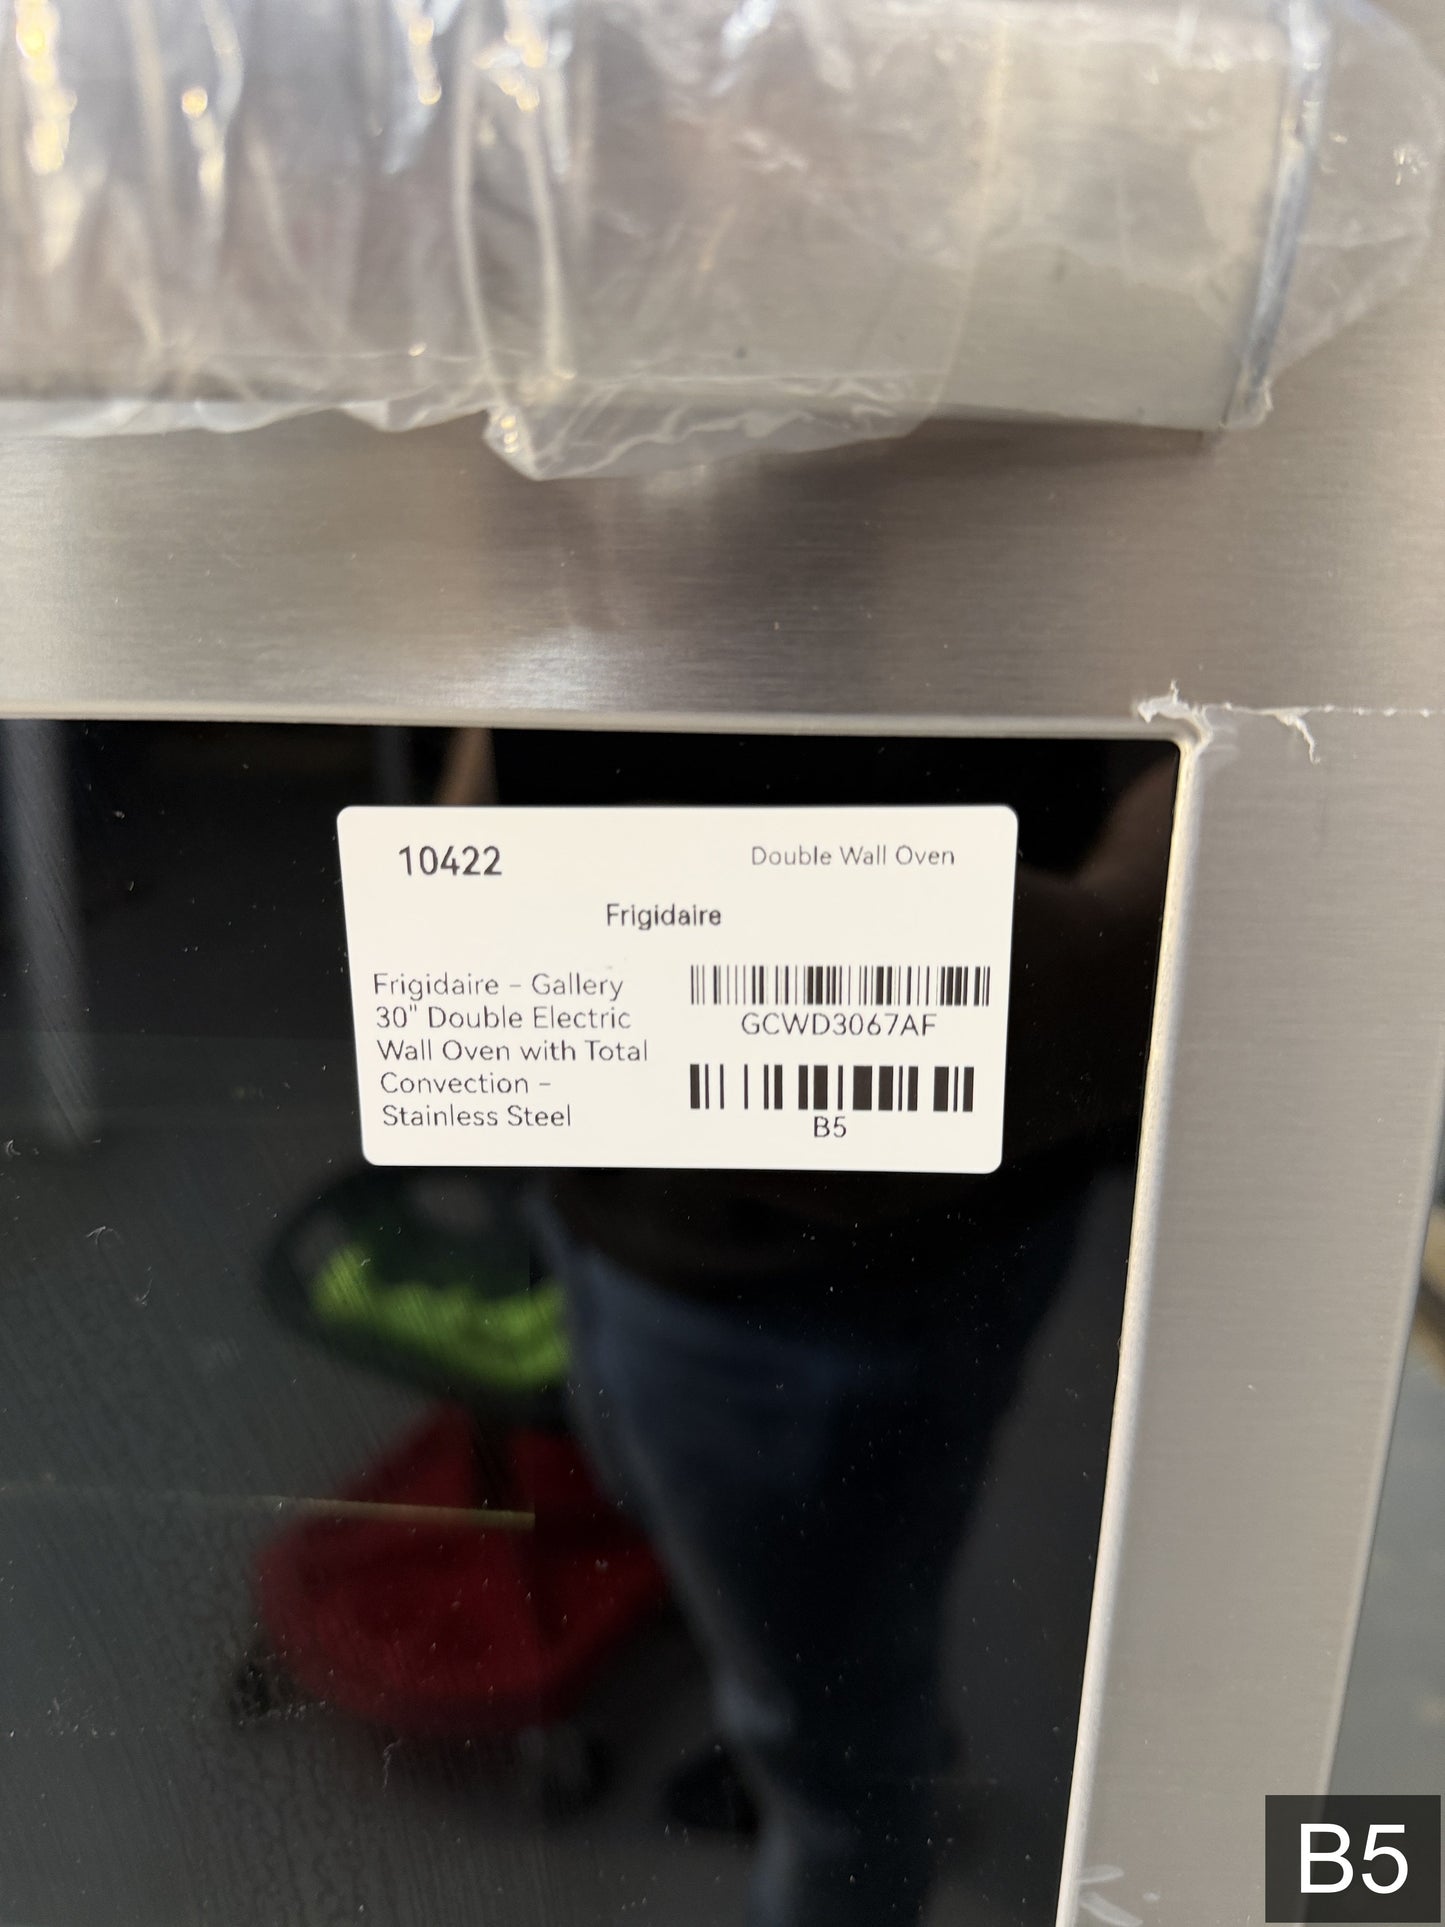 10422
Double Wall Oven
Frigidaire
Frigidaire – Gallery
30" Double Electric
Wall Oven with Total
Convection –
Stainless Steel
GCWD3067AF
B5
B5